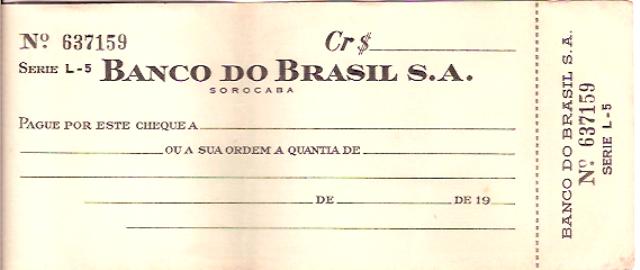 Nº 637159 Cr$
SERIE L-5 BANCO DO BRASIL S.A.
SOROCABA
PAGUE POR ESTE CHEQUE A
OU A SUA ORDEM A QUANTIA DE
DE DE 19
BANCO DO BRASIL S.A.
Nº 637159
SERIE L-5